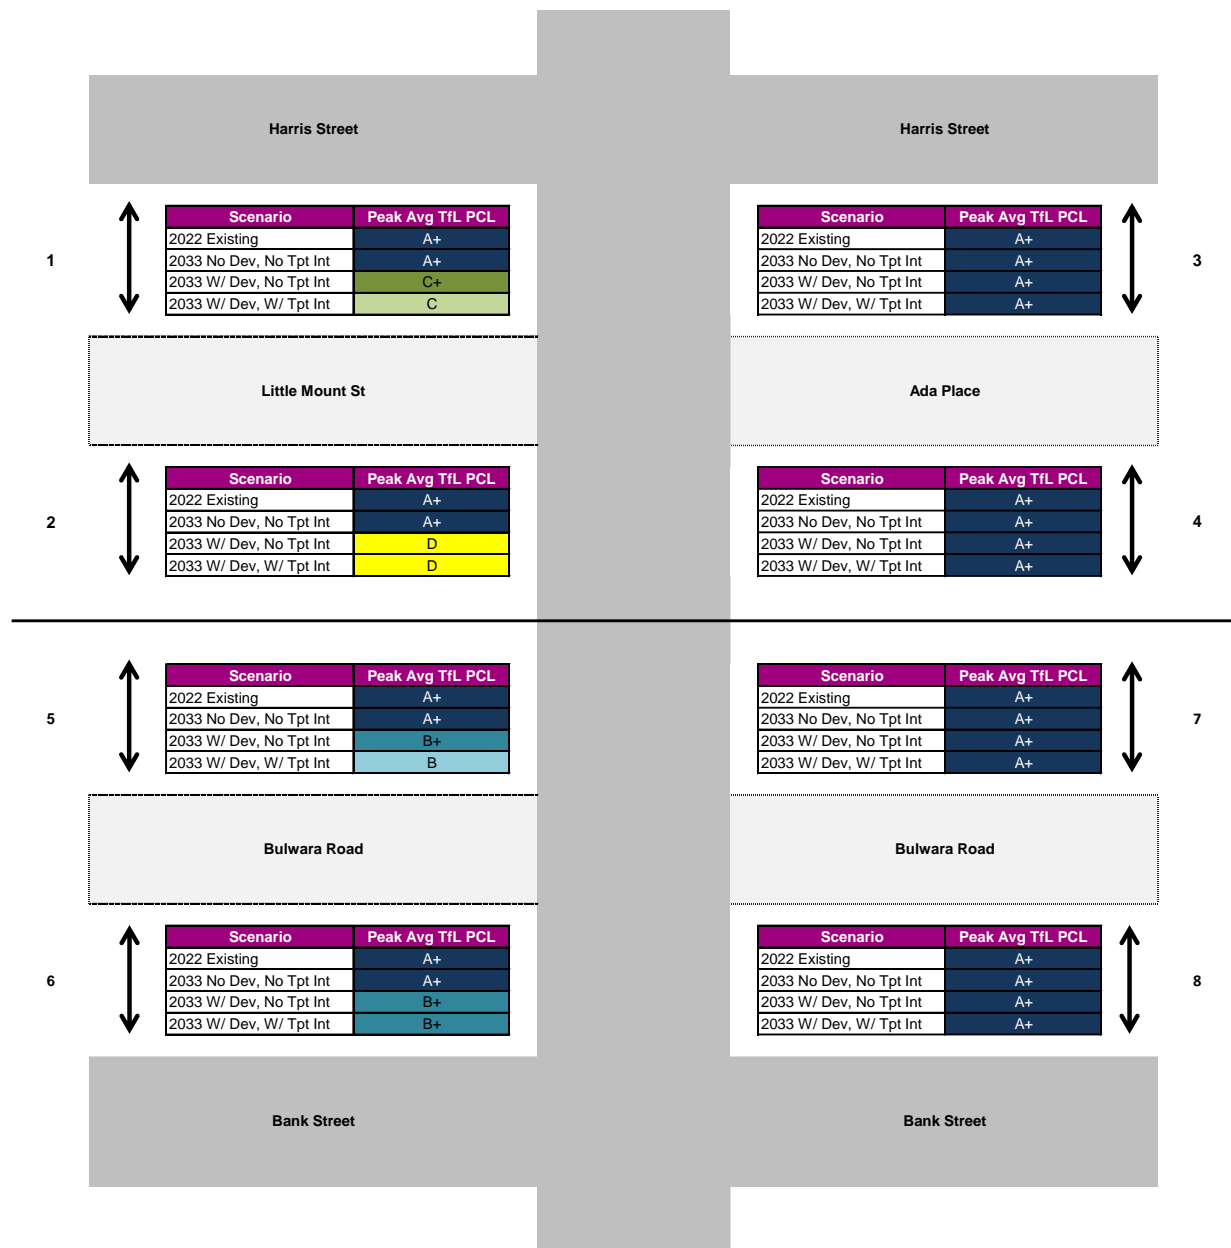 Harris Street Harris Street
1
Scenario Peak Avg TfL PCL
2022 Existing A+
2033 No Dev, No Tpt Int A+
2033 W/ Dev, No Tpt Int C+
2033 W/ Dev, W/ Tpt Int C
Scenario Peak Avg TfL PCL
2022 Existing A+
2033 No Dev, No Tpt Int A+
2033 W/ Dev, No Tpt Int A+
2033 W/ Dev, W/ Tpt Int A+
3
Little Mount St Ada Place
2
Scenario Peak Avg TfL PCL
2022 Existing A+
2033 No Dev, No Tpt Int A+
2033 W/ Dev, No Tpt Int D
2033 W/ Dev, W/ Tpt Int D
Scenario Peak Avg TfL PCL
2022 Existing A+
2033 No Dev, No Tpt Int A+
2033 W/ Dev, No Tpt Int A+
2033 W/ Dev, W/ Tpt Int A+
4
5
Scenario Peak Avg TfL PCL
2022 Existing A+
2033 No Dev, No Tpt Int A+
2033 W/ Dev, No Tpt Int B+
2033 W/ Dev, W/ Tpt Int B
Scenario Peak Avg TfL PCL
2022 Existing A+
2033 No Dev, No Tpt Int A+
2033 W/ Dev, No Tpt Int A+
2033 W/ Dev, W/ Tpt Int A+
7
Bulwara Road Bulwara Road
6
Scenario Peak Avg TfL PCL
2022 Existing A+
2033 No Dev, No Tpt Int A+
2033 W/ Dev, No Tpt Int B+
2033 W/ Dev, W/ Tpt Int B+
Scenario Peak Avg TfL PCL
2022 Existing A+
2033 No Dev, No Tpt Int A+
2033 W/ Dev, No Tpt Int A+
2033 W/ Dev, W/ Tpt Int A+
8
Bank Street Bank Street